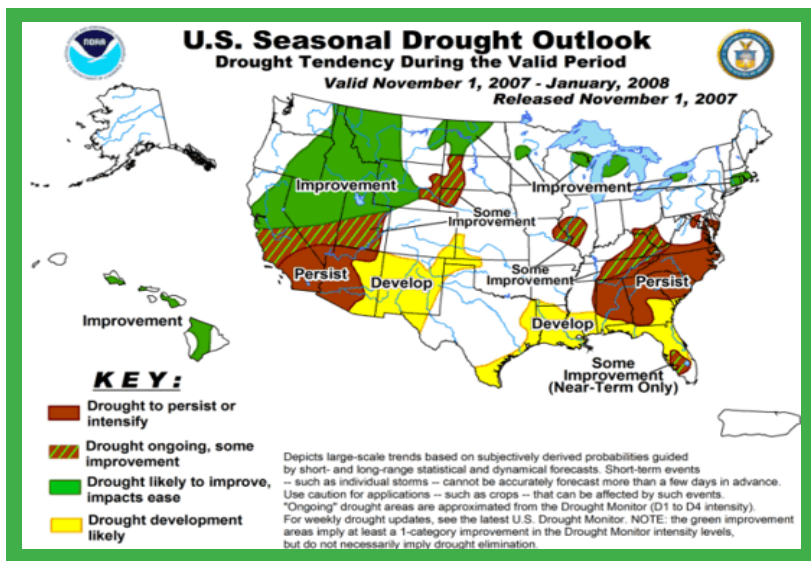 NOAA
U.S. Seasonal Drought Outlook
Drought Tendency During the Valid Period
Valid November 1, 2007 - January, 2008
Released November 1, 2007
Improvement
Improvement
Some
Improvement
Persist
Develop
Some
Improvement
Persist
Develop
Improvement
Some
Improvement
(Near-Term Only)
KEY:
Drought to persist or
intensify
Drought ongoing, some
improvement
Drought likely to improve,
impacts ease
Drought development
likely
Depicts large-scale trends based on subjectively derived probabilities guided
by short- and long-range statistical and dynamical forecasts. Short-term events
-- such as individual storms -- cannot be accurately forecast more than a few days in advance.
Use caution for applications -- such as crops -- that can be affected by such events.
"Ongoing" drought areas are approximated from the Drought Monitor (D1 to D4 intensity).
For weekly drought updates, see the latest U.S. Drought Monitor. NOTE: the green improvement
areas imply at least a 1-category improvement in the Drought Monitor intensity levels,
but do not necessarily imply drought elimination.